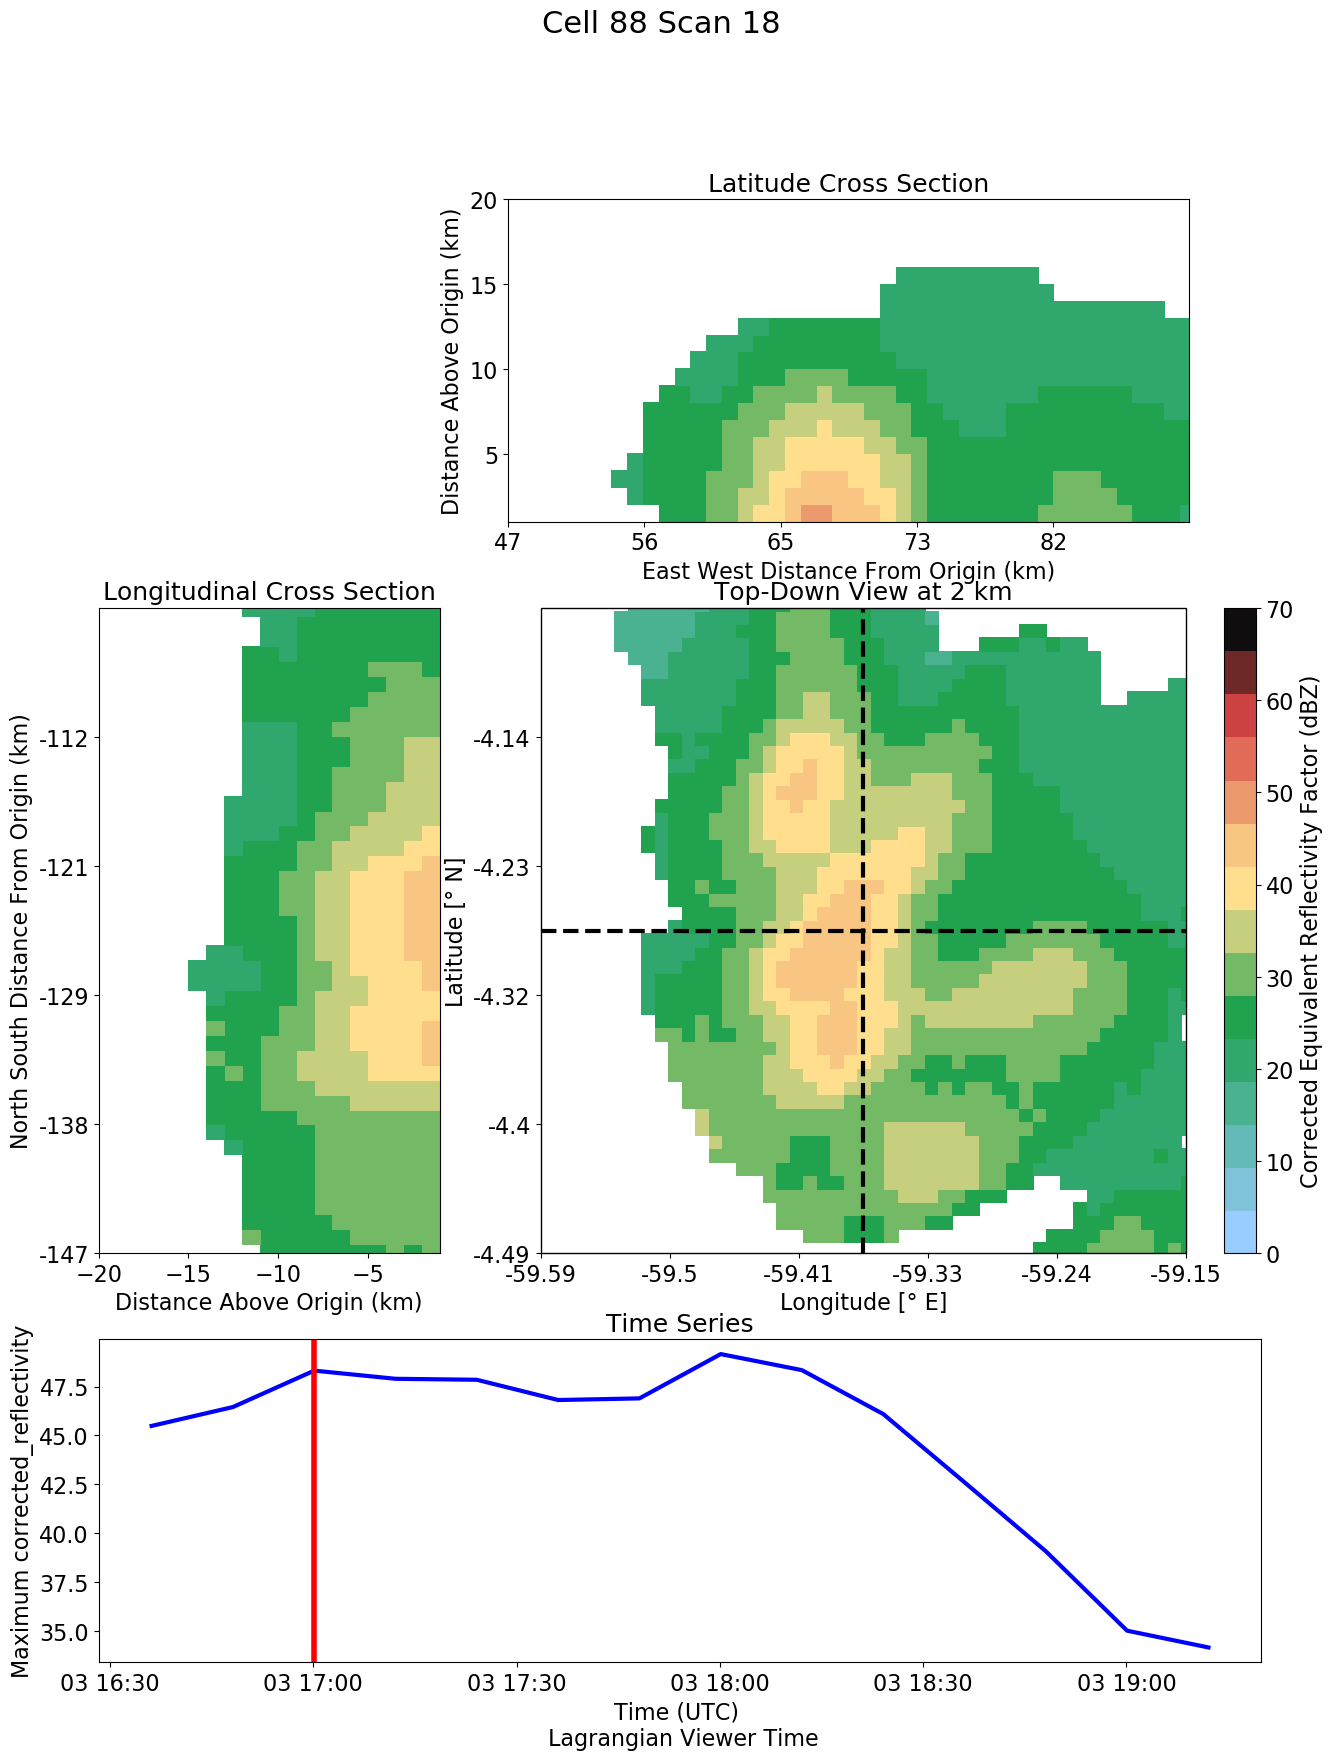 Cell 88 Scan 18
Latitude Cross Section
Distance Above Origin (km)
20
15
10
5
47 56 65 73 82
East West Distance From Origin (km)
Longitudinal Cross Section
North South Distance From Origin (km)
-112
-121
-129
-138
-147
−20 −15 −10 −5
Distance Above Origin (km)
Top-Down View at 2 km
Latitude [° N]
-4.14
-4.23
-4.32
-4.4
-4.49
-59.59 -59.5 -59.41 -59.33 -59.24 -59.15
Longitude [° E]
70
60
50
40
30
20
10
0
Corrected Equivalent Reflectivity Factor (dBZ)
Time Series
Maximum corrected_reflectivity
47.5
45.0
42.5
40.0
37.5
35.0
03 16:30 03 17:00 03 17:30 03 18:00 03 18:30 03 19:00
Time (UTC)
Lagrangian Viewer Time